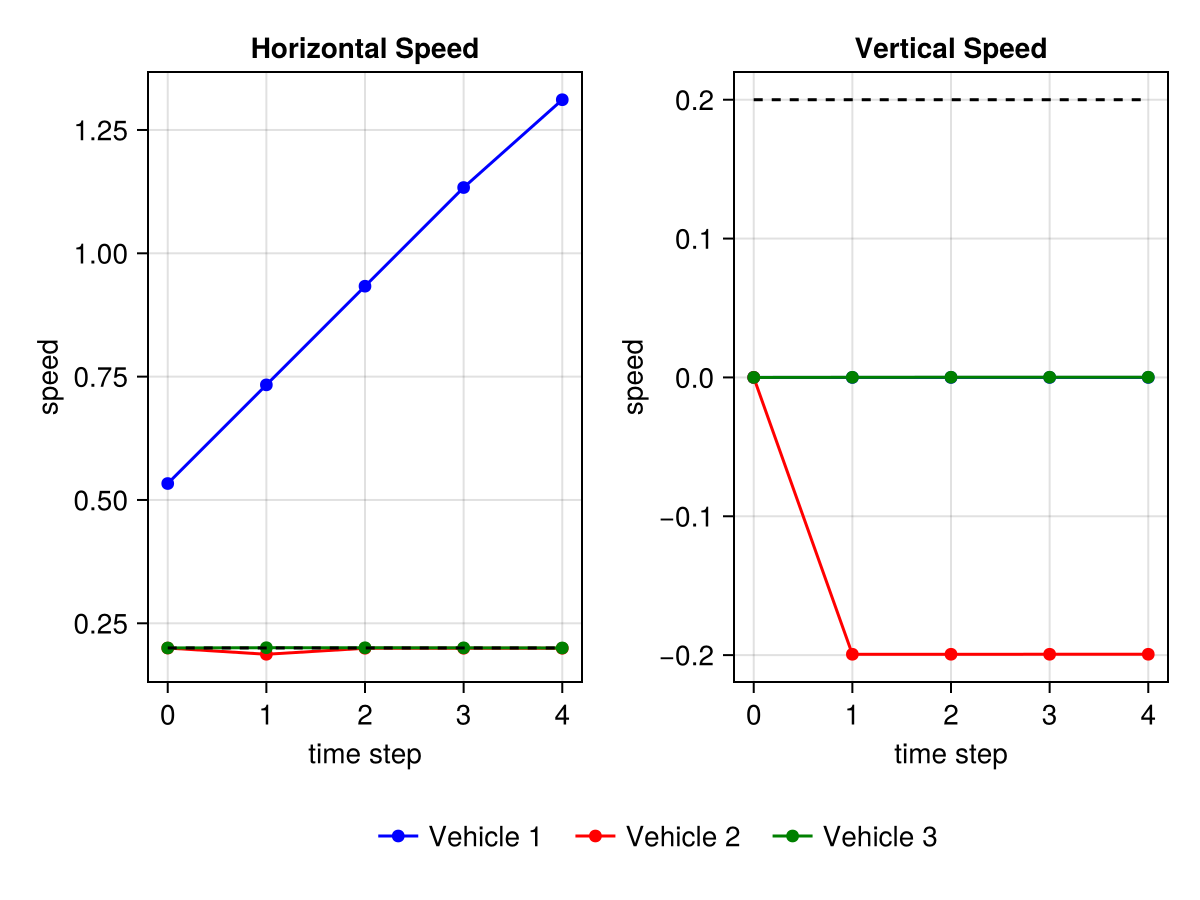 Horizontal Speed
speed
1.25
1.00
0.75
0.50
0.25
0 1 2 3 4
time step
Vertical Speed
speed
0.2
0.1
0.0
−0.1
−0.2
0 1 2 3 4
time step
Vehicle 1 Vehicle 2 Vehicle 3